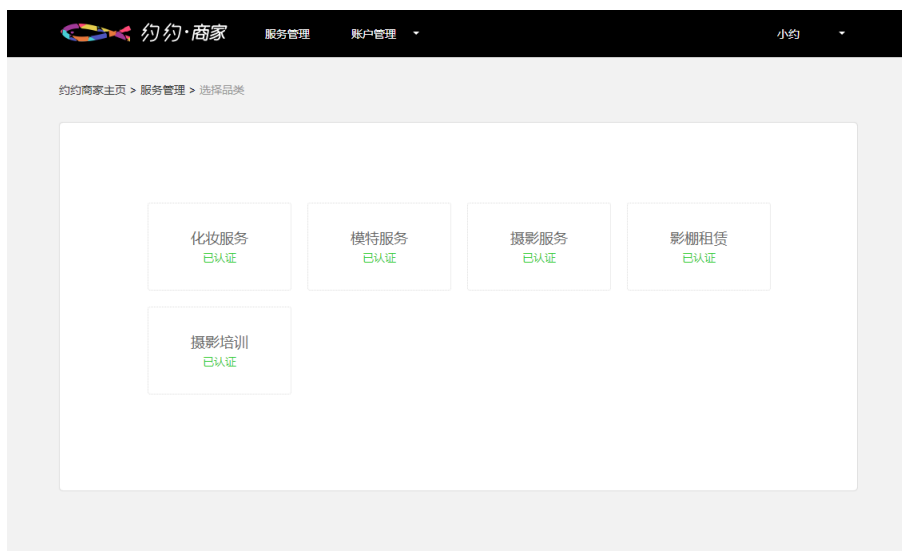 约约·商家 服务管理 账户管理 小约
约约商家主页 > 服务管理 > 选择品类
化妆服务 模特服务 摄影服务 影棚租赁
已认证 已认证 已认证 已认证
摄影培训
已认证